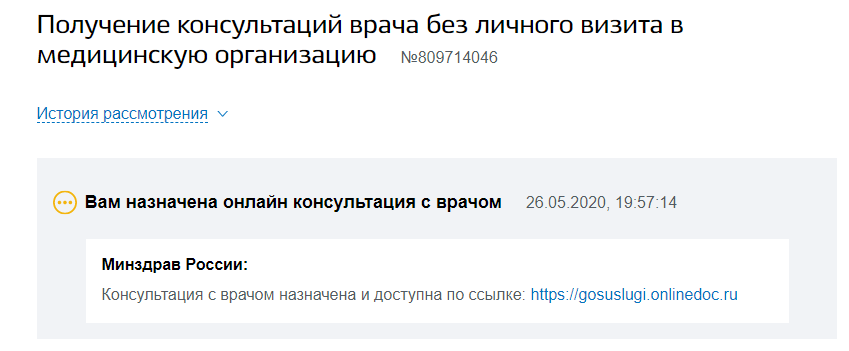 Получение консультаций врача без личного визита в
медицинскую организацию №809714046
История рассмотрения
Вам назначена онлайн консультация с врачом 26.05.2020, 19:57:14
Минздрав России:
Консультация с врачом назначена и доступна по ссылке: https://gosuslugi.onlinedoc.ru